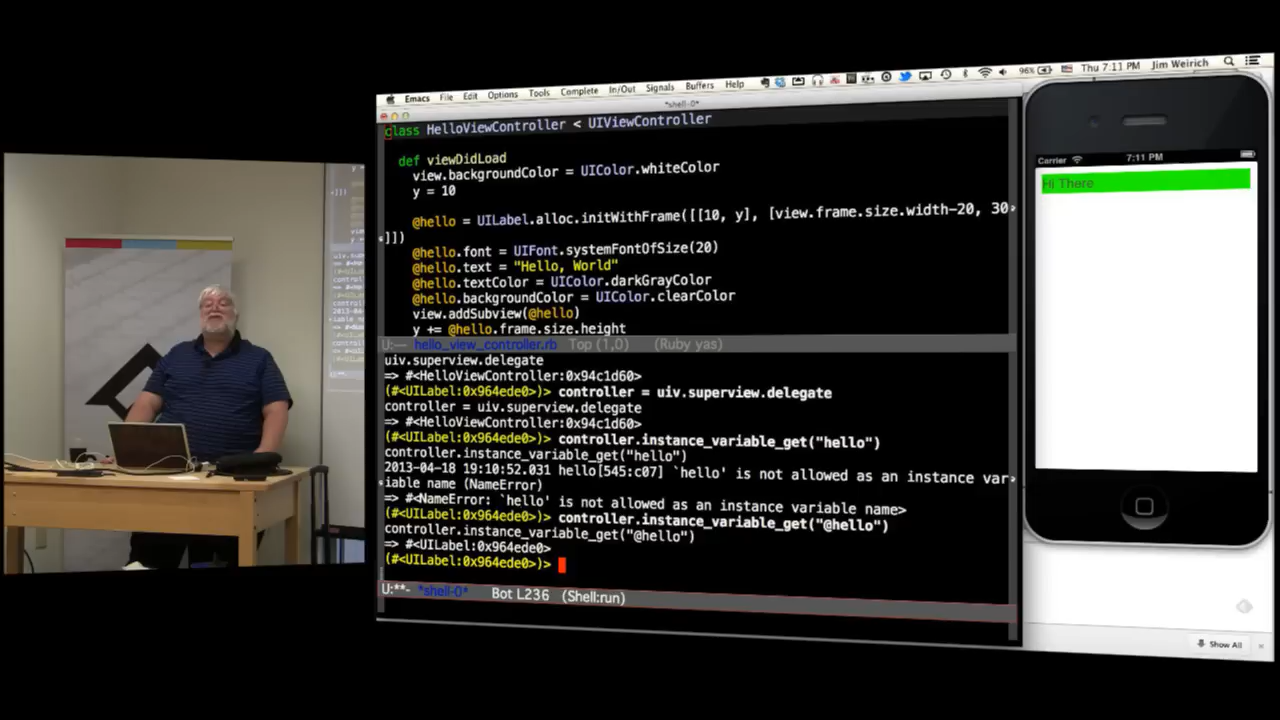 Emacs File Edit Options Tools Complete In/Out Signals Buffers Help
96% Thu 7:11 PM Jim Weirich
*shell-0*
class HelloViewController < UIViewController
def viewDidLoad
view.backgroundColor = UIColor.whiteColor
y = 10
@hello = UILabel.alloc.initWithFrame([[10, y], [view.frame.size.width-20, 30
]])
@hello.font = UIFont.systemFontOfSize(20)
@hello.text = "Hello, World"
@hello.textColor = UIColor.darkGrayColor
@hello.backgroundColor = UIColor.clearColor
view.addSubview(@hello)
y += @hello.frame.size.height
U:--- hello_view_controller.rb Top (1,0) (Ruby yas)
uiv.superview.delegate
=> #<HelloViewController:0x94c1d60>
(#<UILabel:0x964ede0>)> controller = uiv.superview.delegate
controller = uiv.superview.delegate
=> #<HelloViewController:0x94c1d60>
(#<UILabel:0x964ede0>)> controller.instance_variable_get("hello")
controller.instance_variable_get("hello")
2013-04-18 19:10:52.031 hello[545:c07] `hello' is not allowed as an instance var
iable name (NameError)
=> #<NameError: `hello' is not allowed as an instance variable name>
(#<UILabel:0x964ede0>)> controller.instance_variable_get("@hello")
controller.instance_variable_get("@hello")
=> #<UILabel:0x964ede0>
(#<UILabel:0x964ede0>)>
U:**- *shell-0* Bot L236 (Shell:run)
Carrier 7:11 PM
Hi There
Show All